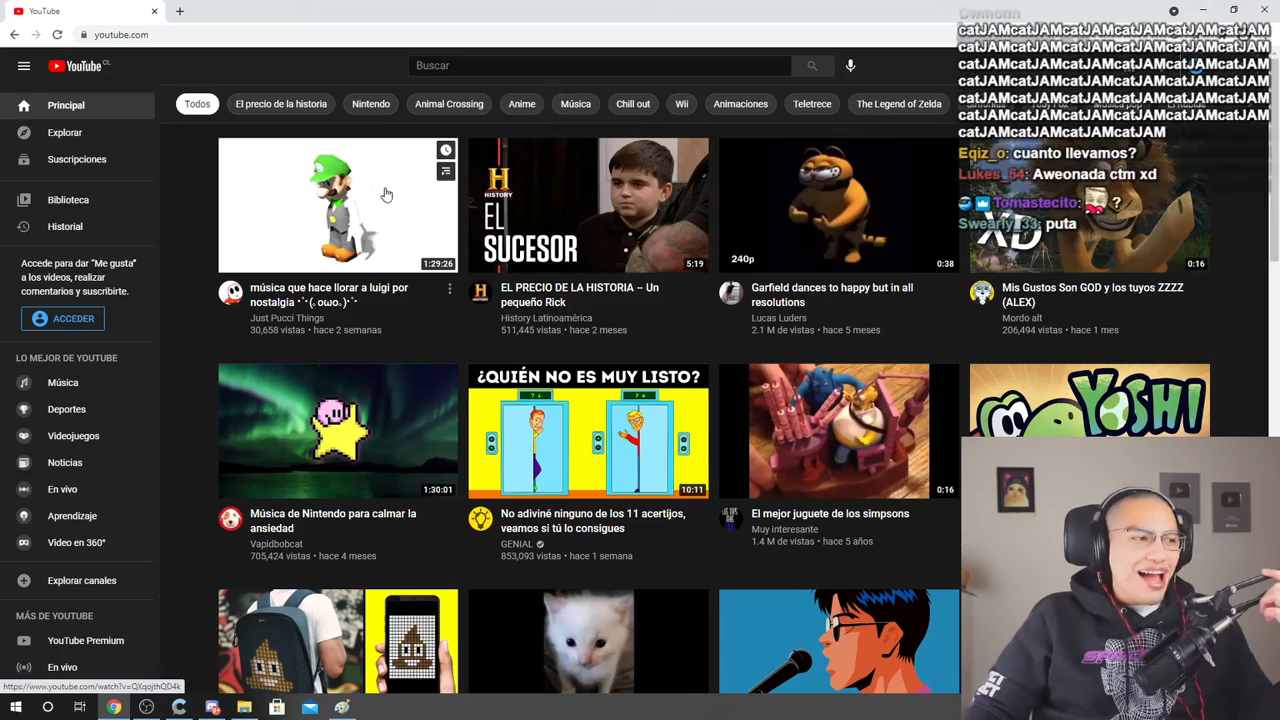 YouTube
youtube.com
Dwmonn
catJAMcatJAMcatJAMcatJAMcatJAMcatJAM
catJAMcatJAMcatJAMcatJAMcatJAMcatJAM
catJAMcatJAMcatJAMcatJAMcatJAMcatJAM
catJAMcatJAMcatJAMcatJAMcatJAMcatJAM
catJAMcatJAMcatJAMcatJAMcatJAMcatJAM
catJAMcatJAMcatJAMcatJAMcatJAMcatJAM
catJAMcatJAMcatJAMcatJAM
Eqiz_o: cuanto llevamos?
Lukes_54: Aweonada ctm xd
Tomastecito: ?
Swearly_33: puta
YouTube CL
Buscar
Todos
El precio de la historia
Nintendo
Animal Crossing
Anime
Música
Chill out
Wii
Animaciones
Teletrece
The Legend of Zelda
Principal
Explorar
Suscripciones
Biblioteca
Historial
Accede para dar "Me gusta"
a los videos, realizar
comentarios y suscribirte.
ACCEDER
LO MEJOR DE YOUTUBE
Música
Deportes
Videojuegos
Noticias
En vivo
Aprendizaje
Video en 360°
Explorar canales
MÁS DE YOUTUBE
YouTube Premium
En vivo
1:29:26
música que hace llorar a luigi por
nostalgia
Just Pucci Things
30,658 vistas • hace 2 semanas
H
HISTORY
EL
SUCESOR
5:19
H
HISTORY
EL PRECIO DE LA HISTORIA – Un
pequeño Rick
History Latinoamérica
511,445 vistas • hace 2 meses
240p
0:38
Garfield dances to happy but in all
resolutions
Lucas Luders
2.1 M de vistas • hace 5 meses
XD
0:16
Mis Gustos Son GOD y los tuyos ZZZZ
(ALEX)
Mordo alt
206,494 vistas • hace 1 mes
1:30:01
Música de Nintendo para calmar la
ansiedad
Vapidbobcat
705,424 vistas • hace 4 meses
¿QUIÉN NO ES MUY LISTO?
10:11
No adiviné ninguno de los 11 acertijos,
veamos si tú lo consigues
GENIAL
853,093 vistas • hace 1 semana
0:16
El mejor juguete de los simpsons
Muy interesante
1.4 M de vistas • hace 5 años
YOSHI
https://www.youtube.com/watch?v=QXqojthQD4k